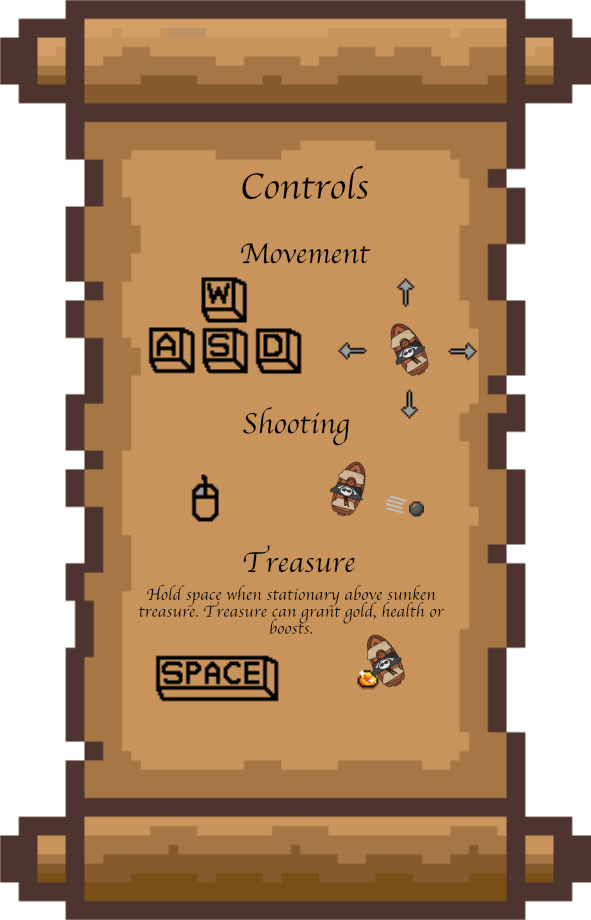 Controls
Movement
W
A S D
Shooting
Treasure
Hold space when stationary above sunken
treasure. Treasure can grant gold, health or
boosts.
SPACE